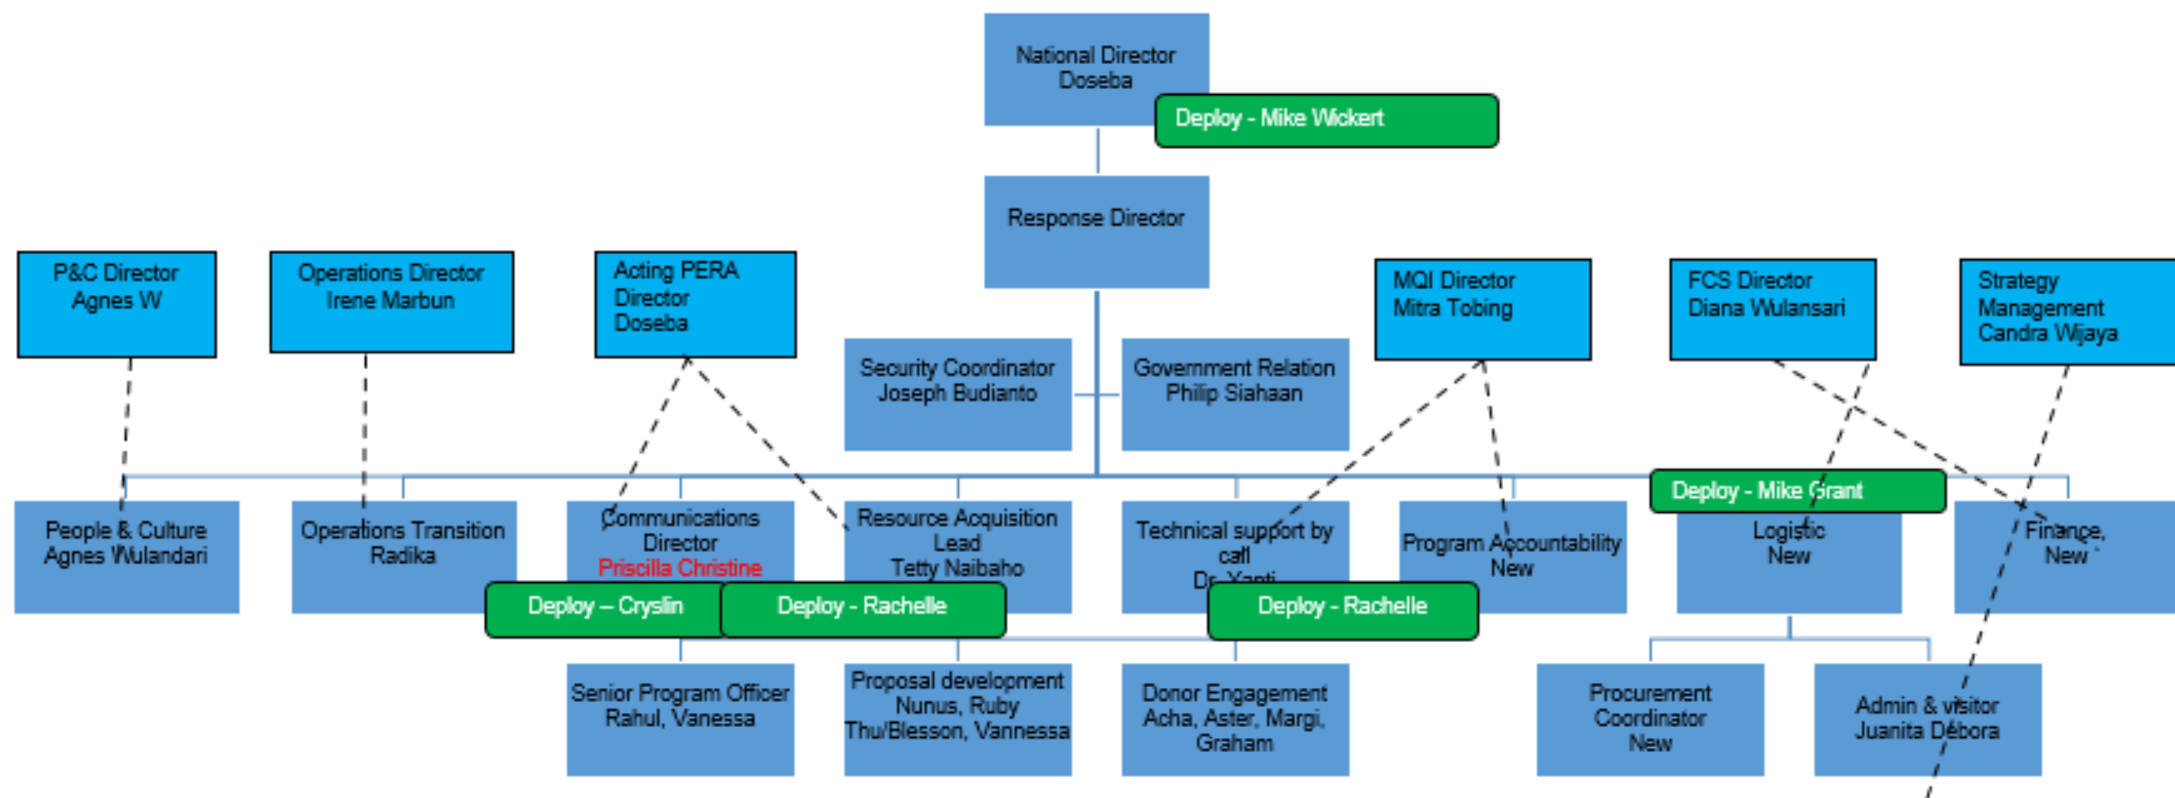 National Director
Doseba
Deploy - Mike Wickert
Response Director
P&C Director
Agnes W
Operations Director
Irene Marbun
Acting PERA
Director
Doseba
MQI Director
Mitra Tobing
FCS Director
Diana Wulansari
Strategy
Management
Candra Wijaya
Security Coordinator
Joseph Budianto
Government Relation
Philip Siahaan
Deploy - Mike Grant
People & Culture
Agnes Wulandari
Operations Transition
Radika
Communications
Director
Priscilla Christine
Resource Acquisition
Lead
Tetty Naibaho
Technical support by
call
Dr. Yanti
Program Accountability
New
Logistic
New
Finance,
New
Deploy – Cryslin
Deploy - Rachelle
Deploy - Rachelle
Senior Program Officer
Rahul, Vanessa
Proposal development
Nunus, Ruby
Thu/Blesson, Vannessa
Donor Engagement
Acha, Aster, Margi,
Graham
Procurement
Coordinator
New
Admin & visitor
Juanita Debora